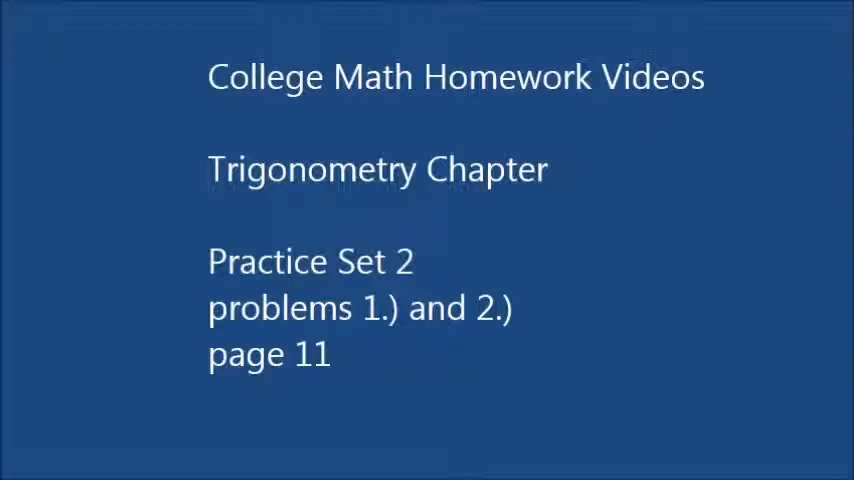 College Math Homework Videos
Trigonometry Chapter
Practice Set 2
problems 1.) and 2.)
page 11